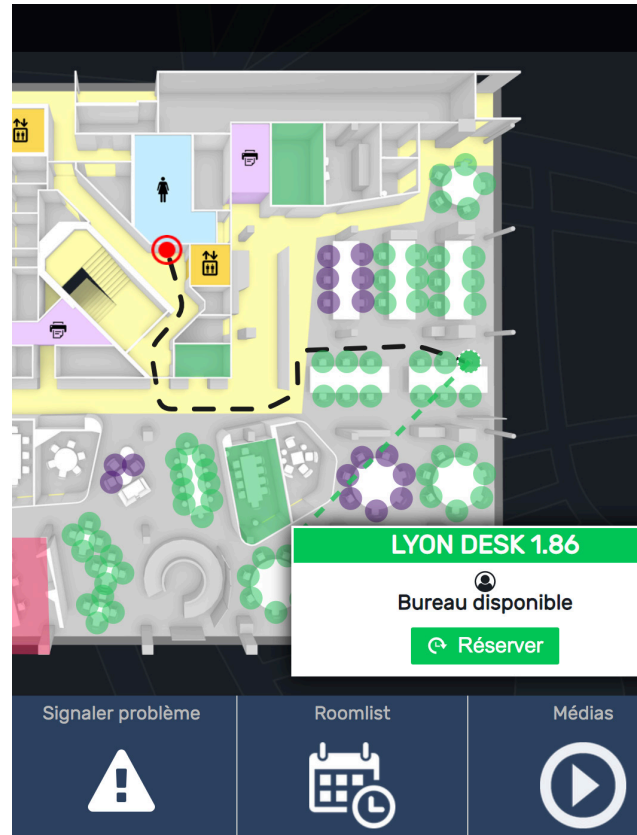 LYON DESK 1.86
Bureau disponible
Réserver
Signaler problème
Roomlist
Médias